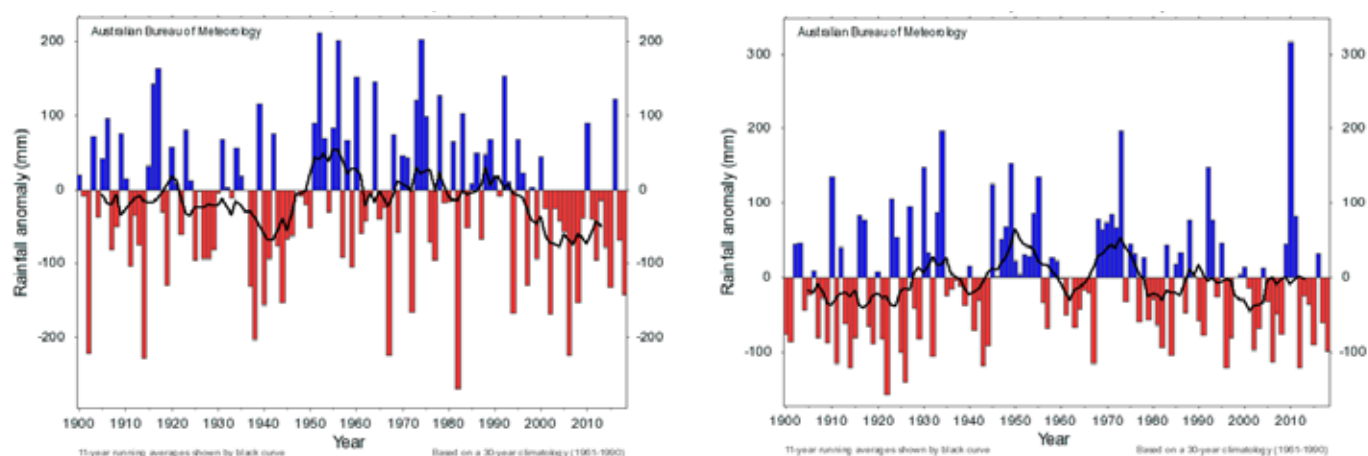 Australian Bureau of Meteorology
200
100
0
-100
-200
200
100
0
-100
-200
Rainfall anomaly (mm)
1900 1910 1920 1930 1940 1950 1960 1970 1980 1990 2000 2010
Year
11-year running averages shown by black curve
Based on a 30-year climatology (1961-1990)
Australian Bureau of Meteorology
300
200
100
0
-100
300
200
100
0
-100
Rainfall anomaly (mm)
1900 1910 1920 1930 1940 1950 1960 1970 1980 1990 2000 2010
Year
11-year running averages shown by black curve
Based on a 30-year climatology (1961-1990)